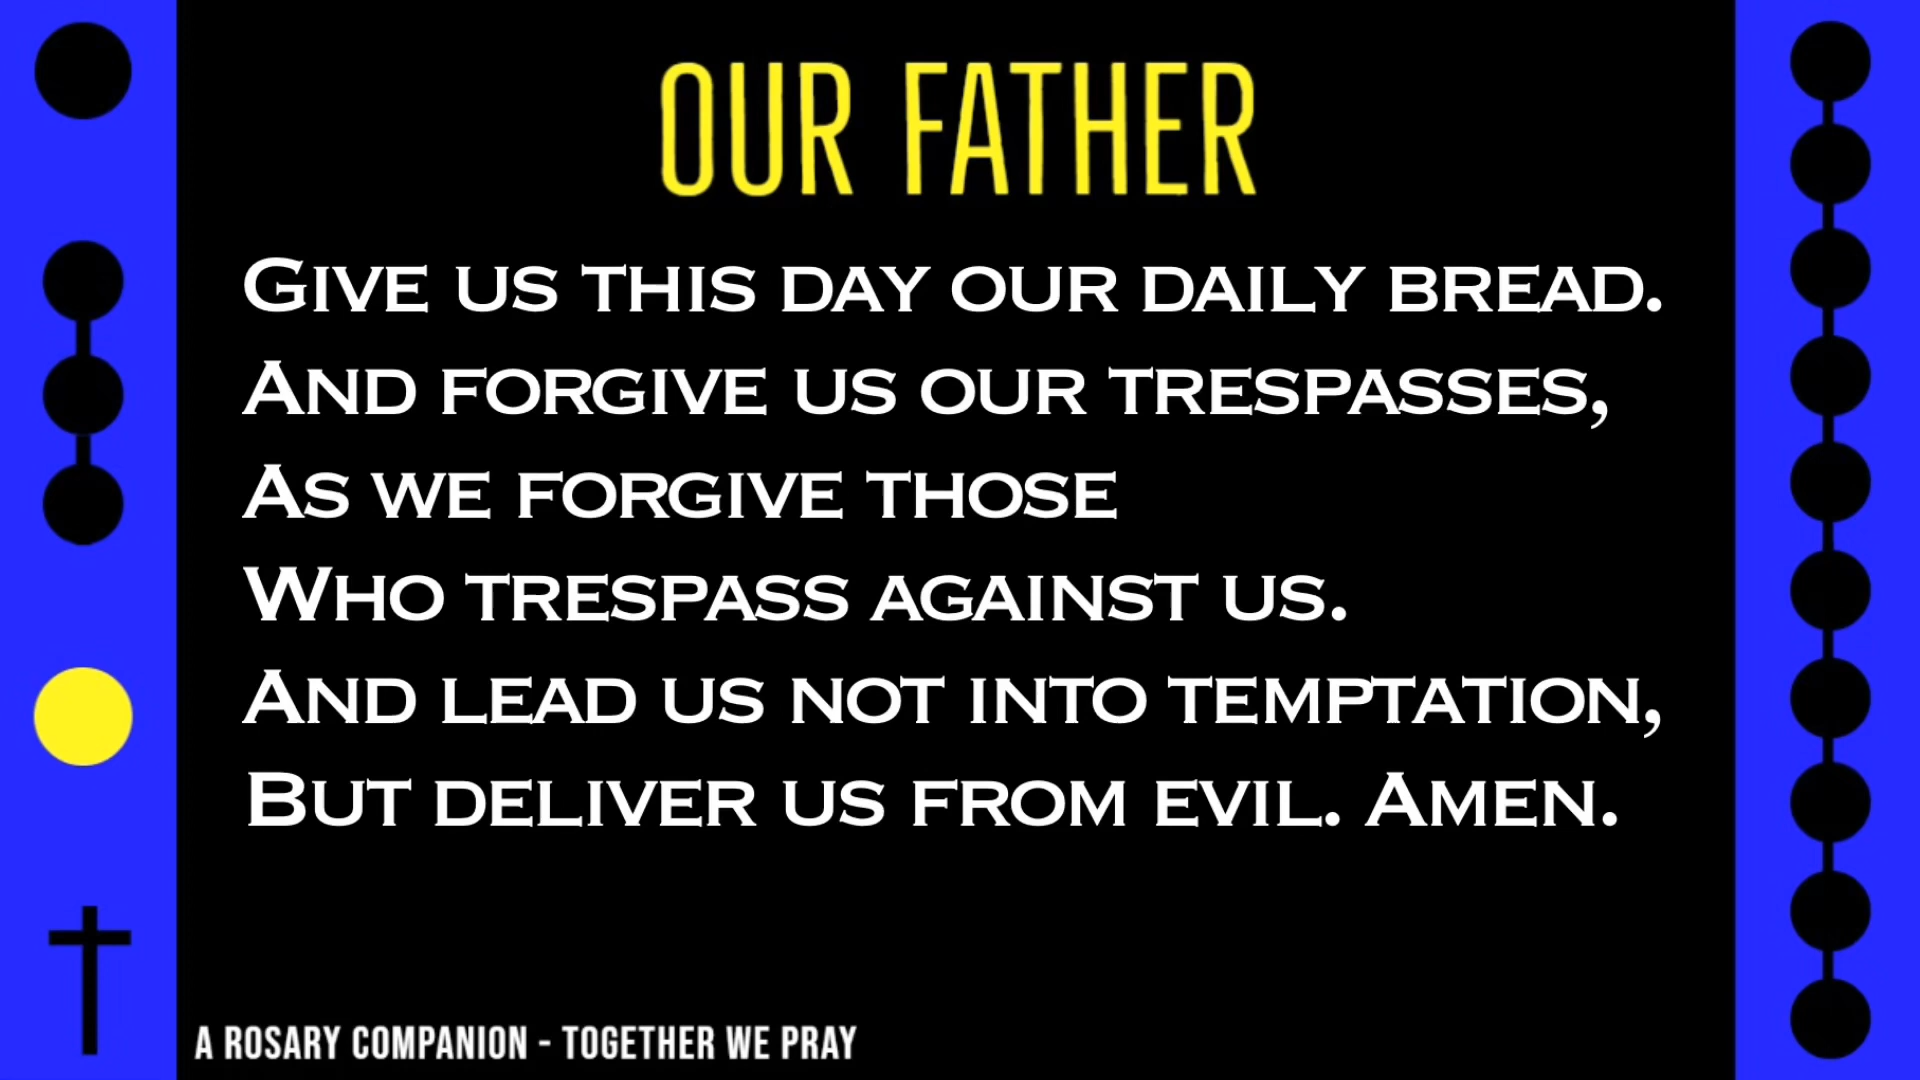 OUR FATHER
Give us this day our daily bread.
And forgive us our trespasses,
As we forgive those
Who trespass against us.
And lead us not into temptation,
But deliver us from evil. Amen.
A ROSARY COMPANION - TOGETHER WE PRAY